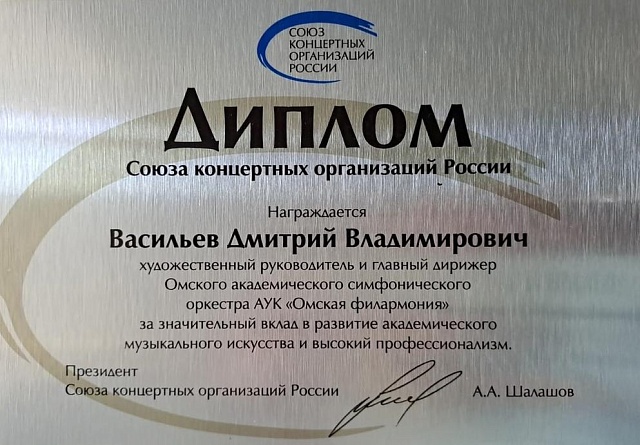 СОЮЗ
КОНЦЕРТНЫХ
ОРГАНИЗАЦИЙ
РОССИИ
Диплом
Союза концертных организаций России
Награждается
Васильев Дмитрий Владимирович
художественный руководитель и главный дирижер
Омского академического симфонического
оркестра АУК «Омская филармония»
за значительный вклад в развитие академического
музыкального искусства и высокий профессионализм.
Президент
Союза концертных организаций России А.А. Шалашов